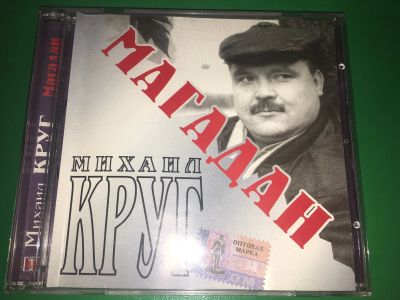 МАГАДАН
МИХАИЛ
КРУГ
Михаил КРУГ Магадан
ОПТОВАЯ
МАРКА